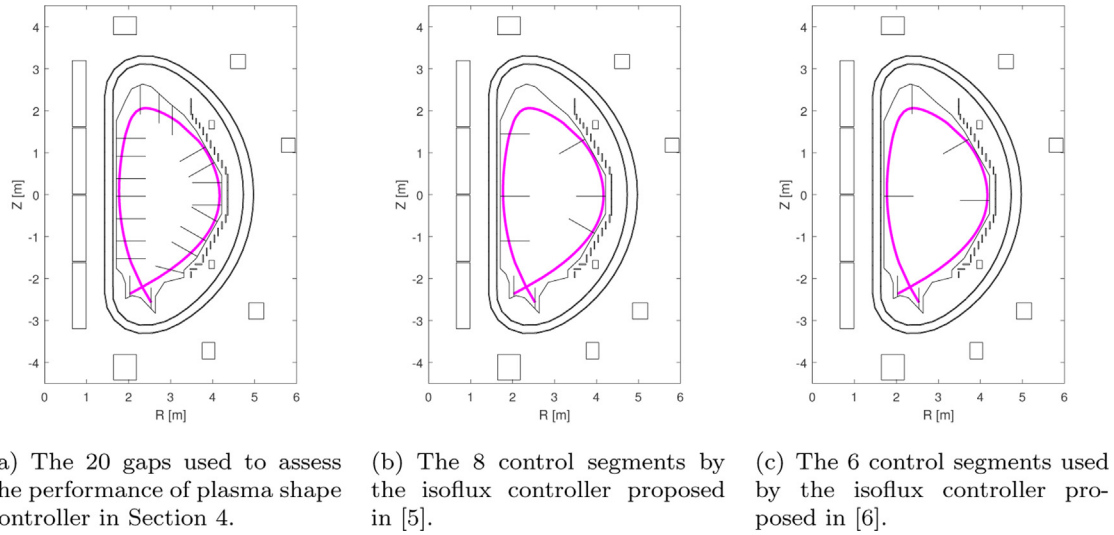 4
3
2
1
0
-1
-2
-3
-4
Z [m]
0 1 2 3 4 5 6
R [m]
4
3
2
1
0
-1
-2
-3
-4
Z [m]
0 1 2 3 4 5 6
R [m]
4
3
2
1
0
-1
-2
-3
-4
Z [m]
0 1 2 3 4 5 6
R [m]
a) The 20 gaps used to assess
he performance of plasma shape
ontroller in Section 4.
(b) The 8 control segments by
the isoflux controller proposed
in [5].
(c) The 6 control segments used
by the isoflux controller pro-
posed in [6].